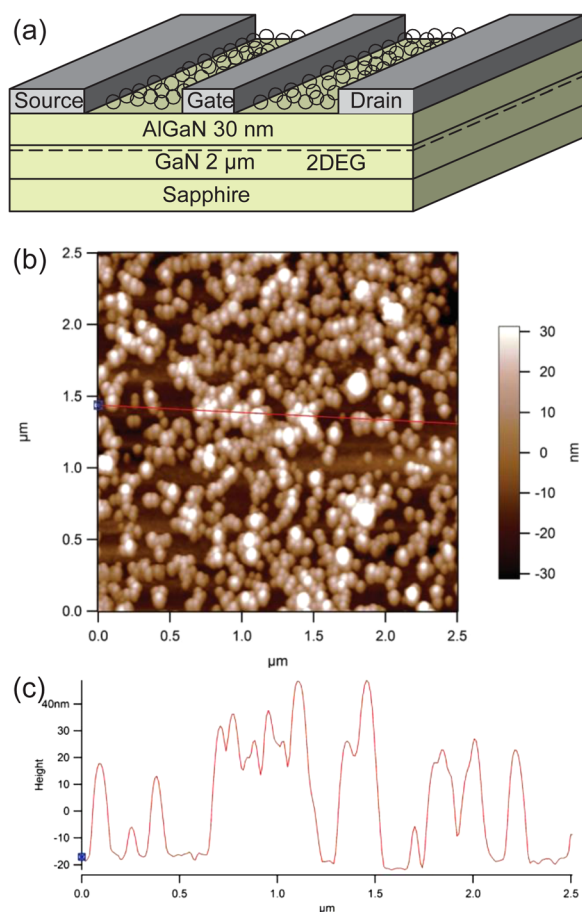 (a)
Source Gate Drain
AlGaN 30 nm
GaN 2 µm 2DEG
Sapphire
(b)
2.5
2.0
1.5
1.0
0.5
0.0
µm
0.0 0.5 1.0 1.5 2.0 2.5
µm
30
20
10
0
-10
-20
-30
nm
(c)
40nm
30
20
10
0
-10
-20
Height
0.0 0.5 1.0 1.5 2.0 2.5
µm